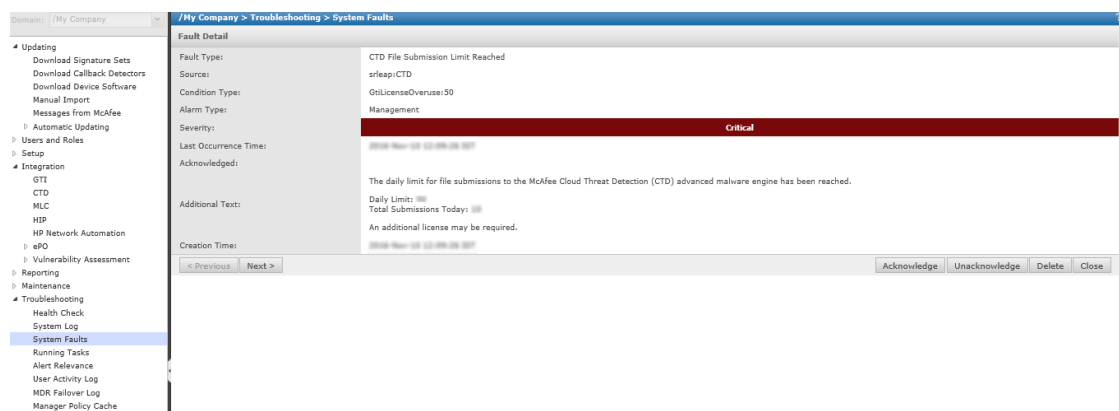 Domain: /My Company
/My Company > Troubleshooting > System Faults
?
Updating
Download Signature Sets
Download Callback Detectors
Download Device Software
Manual Import
Messages from McAfee
Automatic Updating
Users and Roles
Setup
Integration
GTI
CTD
MLC
HIP
HP Network Automation
ePO
Vulnerability Assessment
Reporting
Maintenance
Troubleshooting
Health Check
System Log
System Faults
Running Tasks
Alert Relevance
User Activity Log
MDR Failover Log
Manager Policy Cache
Fault Detail
Fault Type: CTD File Submission Limit Reached
Source: srleap:CTD
Condition Type: GtiLicenseOveruse:50
Alarm Type: Management
Severity: Critical
Last Occurrence Time:
Acknowledged:
Additional Text:
The daily limit for file submissions to the McAfee Cloud Threat Detection (CTD) advanced malware engine has been reached.
Daily Limit:
Total Submissions Today:
An additional license may be required.
Creation Time:
< Previous Next > Acknowledge Unacknowledge Delete Close